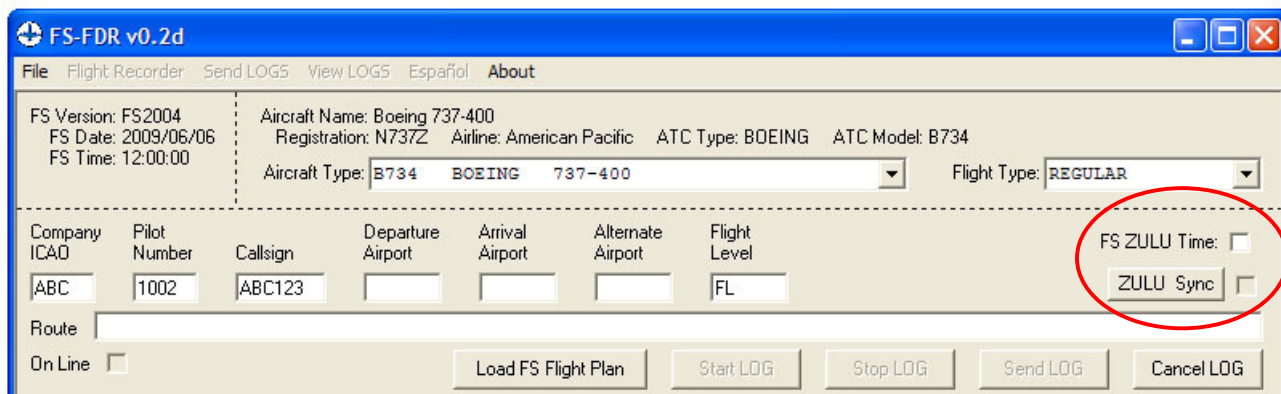 FS-FDR v0.2d
File Flight Recorder Send LOGS View LOGS Español About
FS Version: FS2004
FS Date: 2009/06/06
FS Time: 12:00:00
Aircraft Name: Boeing 737-400
Registration: N737Z Airline: American Pacific ATC Type: BOEING ATC Model: B734
Aircraft Type: B734 BOEING 737-400 Flight Type: REGULAR
Company ICAO Pilot Number Callsign Departure Airport Arrival Airport Alternate Airport Flight Level FS ZULU Time:
ABC 1002 ABC123 FL ZULU Sync
Route
On Line Load FS Flight Plan Start LOG Stop LOG Send LOG Cancel LOG